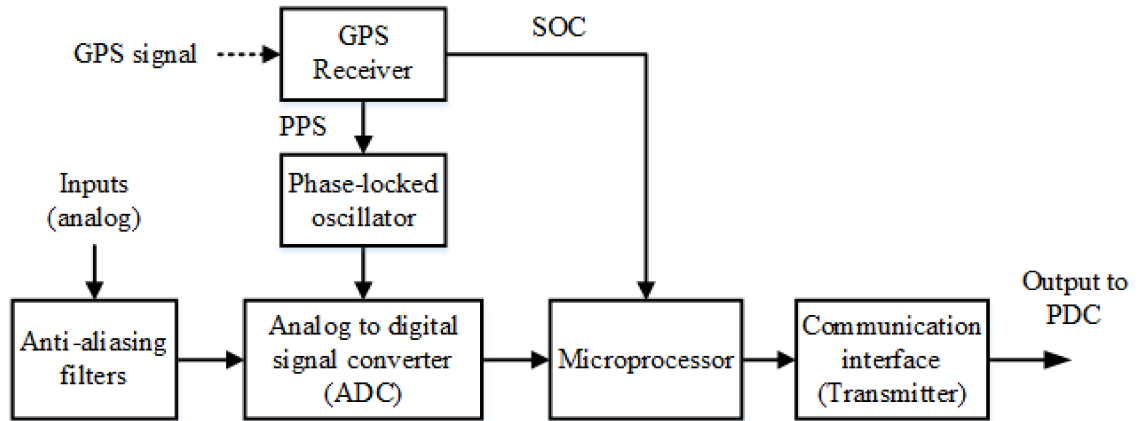 GPS signal
GPS
Receiver
SOC
PPS
Inputs
(analog)
Phase-locked
oscillator
Anti-aliasing
filters
Analog to digital
signal converter
(ADC)
Microprocessor
Communication
interface
(Transmitter)
Output to
PDC